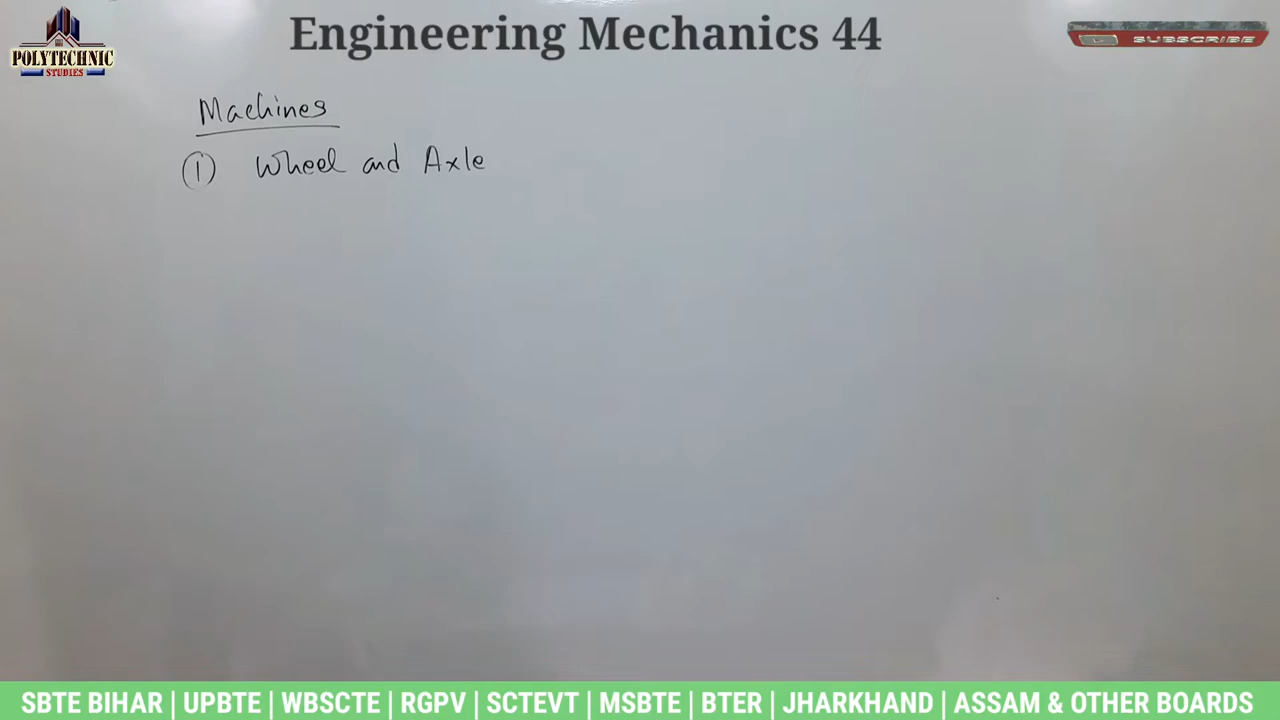 Engineering Mechanics 44
POLYTECHNIC
STUDIES
SUBSCRIBE
Machines
① Wheel and Axle
SBTE BIHAR | UPBTE | WBSCTE | RGPV | SCTEVT | MSBTE | BTER | JHARKHAND | ASSAM & OTHER BOARDS